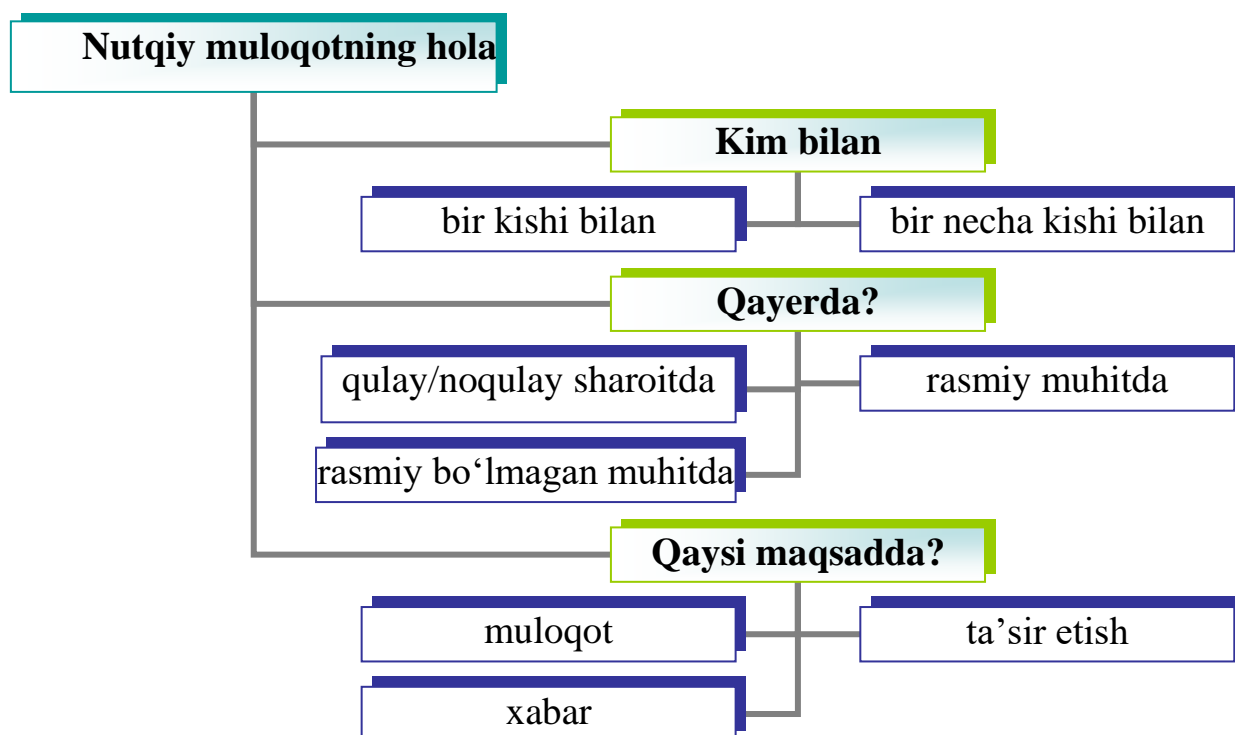 Nutqiy muloqotning hola
Kim bilan
bir kishi bilan
bir necha kishi bilan
Qayerda?
qulay/noqulay sharoitda
rasmiy muhitda
rasmiy bo‘lmagan muhitda
Qaysi maqsadda?
muloqot
ta’sir etish
xabar